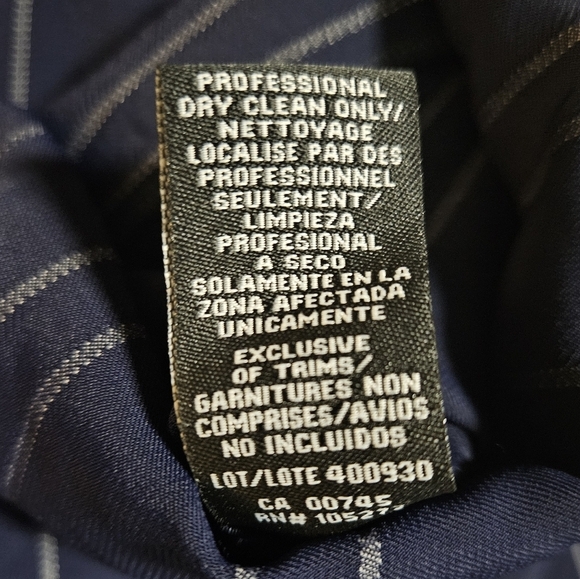 PROFESSIONAL
DRY CLEAN ONLY/
NETTOYAGE
LOCALISE PAR DES
PROFESSIONNEL
SEULEMENT/
LIMPIEZA
PROFESIONAL
A SECO
SOLAMENTE EN LA
ZONA AFECTADA
UNICAMENTE
EXCLUSIVE
OF TRIMS/
GARNITURES NON
COMPRISES/AVIOS
NO INCLUIDOS
LOT/LOTE 400930
CA 00745
RN#